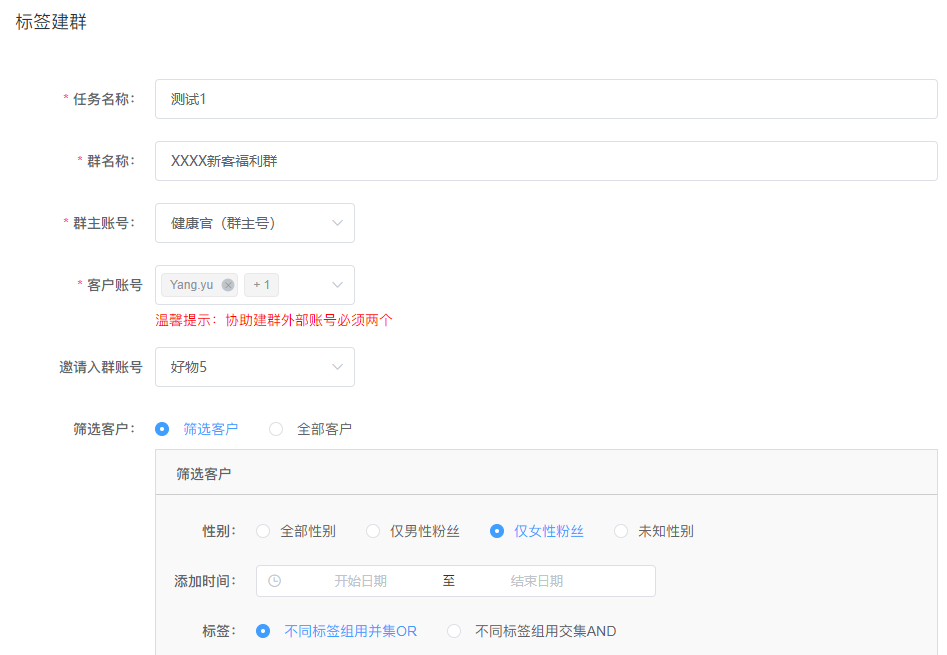 标签建群
* 任务名称： 测试1
* 群名称： XXXX新客福利群
* 群主账号： 健康官（群主号）
* 客户账号 Yang.yu + 1
温馨提示：协助建群外部账号必须两个
邀请入群账号 好物5
筛选客户： 筛选客户 全部客户
筛选客户
性别： 全部性别 仅男性粉丝 仅女性粉丝 未知性别
添加时间： 开始日期 至 结束日期
标签： 不同标签组用并集OR 不同标签组用交集AND